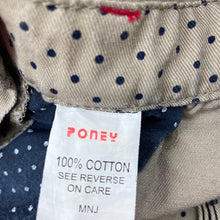 PONEY
100% COTTON
SEE REVERSE
ON CARE
MNJ